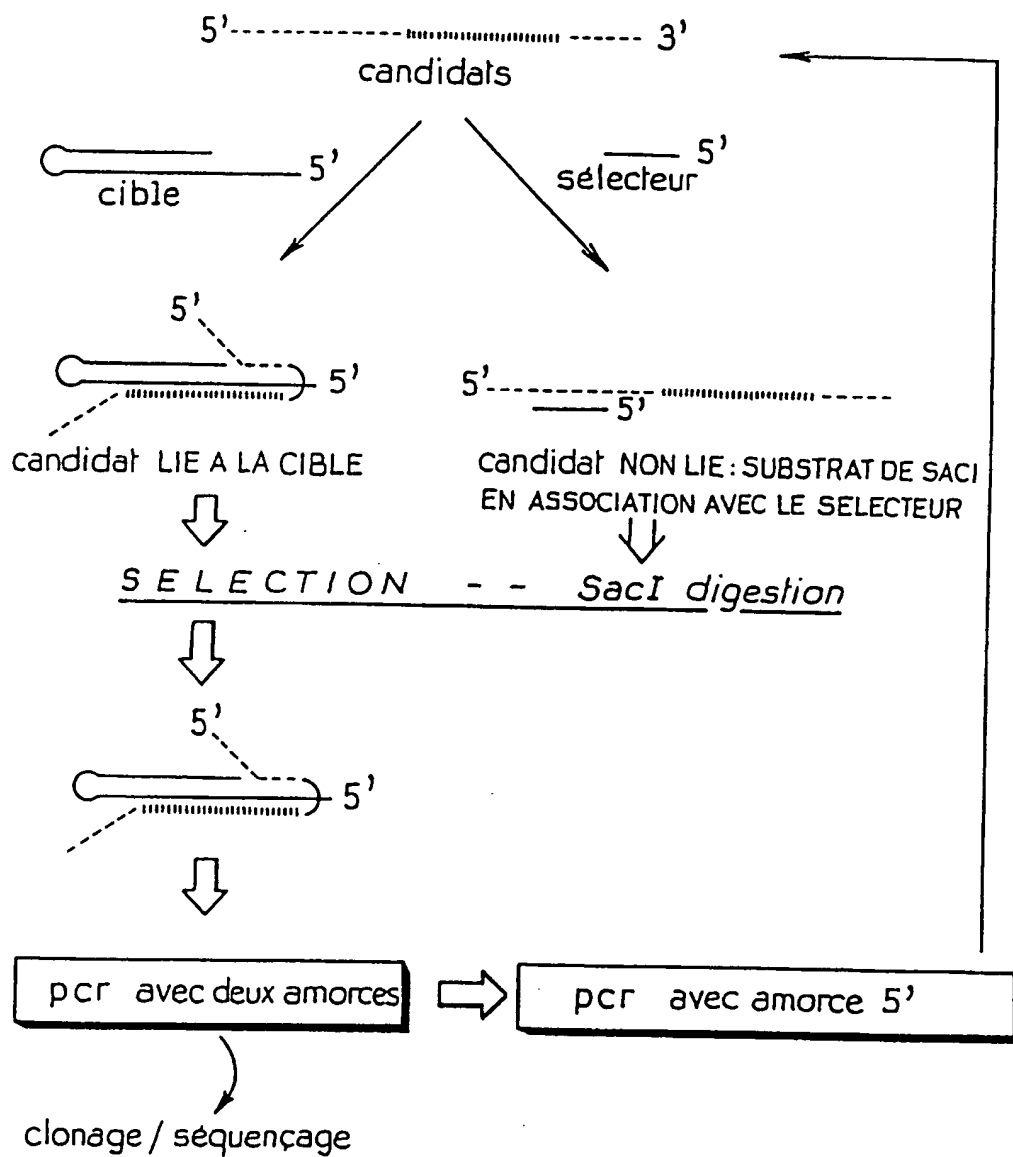 5' 3'
candidats
5' 5'
cible sélecteur
5'
5' 5' 5'
candidat LIE A LA CIBLE
candidat NON LIE : SUBSTRAT DE SACI
EN ASSOCIATION AVEC LE SELECTEUR
SELECTION - - SacI digestion
5'
5'
pcr avec deux amorces
pcr avec amorce 5'
clonage / séquençage